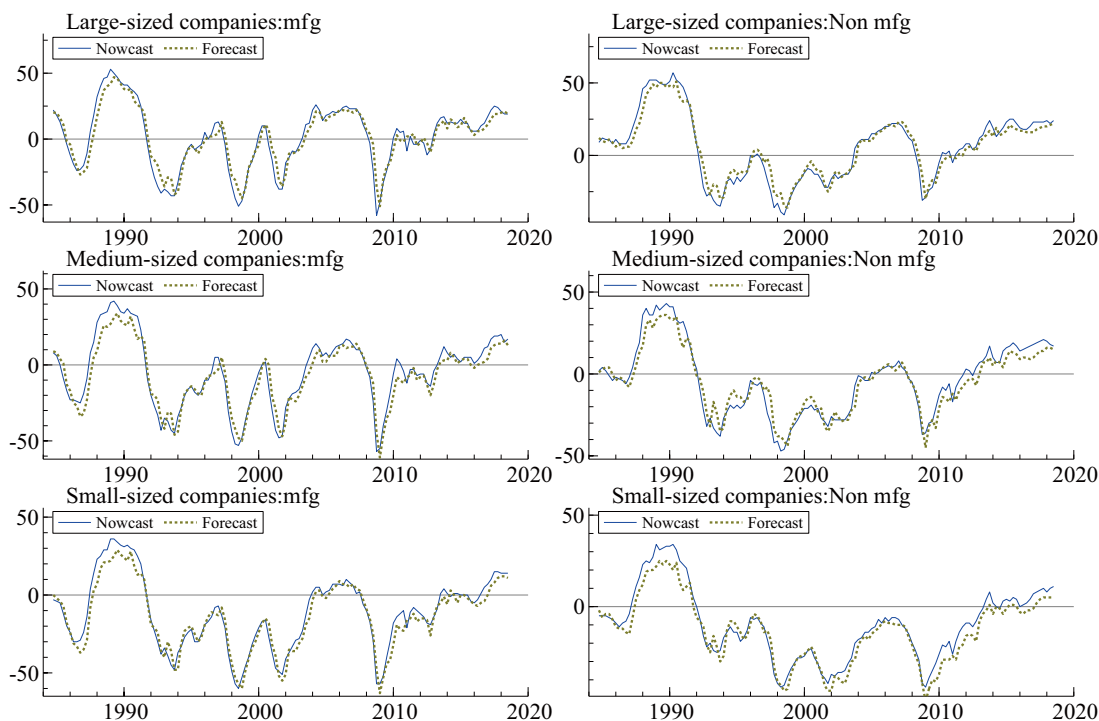 Large-sized companies:mfg
Nowcast Forecast
50
0
-50
1990 2000 2010 2020
Large-sized companies:Non mfg
Nowcast Forecast
50
0
1990 2000 2010 2020
Medium-sized companies:mfg
Nowcast Forecast
50
0
-50
1990 2000 2010 2020
Medium-sized companies:Non mfg
Nowcast Forecast
50
0
-50
1990 2000 2010 2020
Small-sized companies:mfg
Nowcast Forecast
50
0
-50
1990 2000 2010 2020
Small-sized companies:Non mfg
Nowcast Forecast
50
0
1990 2000 2010 2020